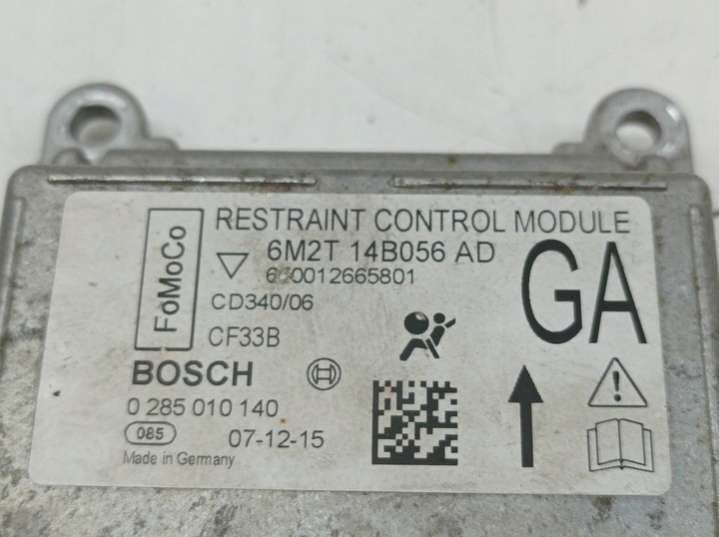 FoMoCo
RESTRAINT CONTROL MODULE
6M2T 14B056 AD
GA
CD340/06
CF33B
BOSCH
0 285 010 140
085 07-12-15
Made in Germany